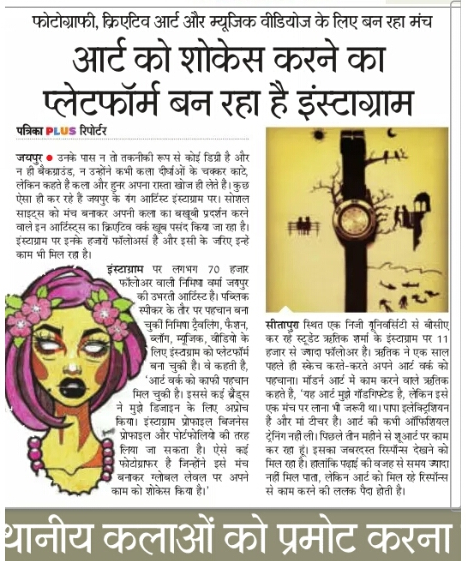 फोटोग्राफी, क्रिएटिव आर्ट और म्यूजिक वीडियोज के लिए बन रहा मंच
आर्ट को शोकेस करने का
प्लेटफॉर्म बन रहा है इंस्टाग्राम
पत्रिका PLUS रिपोर्टर
जयपुर ● उनके पास न तो तकनीकी रूप से कोई डिग्री है और
न ही बैकग्राउंड, न उन्होंने कभी कला दीर्घाओं के चक्कर काटे,
लेकिन कहते है कला और हुनर अपना रास्ता खोज ही लेते है। कुछ
ऐसा ही कर रहे है जयपुर के यंग आर्टिस्ट इंस्टाग्राम पर। सोशल
साइट्स को मंच बनाकर अपनी कला का बखूबी प्रदर्शन करने
वाले इन आर्टिस्ट्स का क्रिएटिव वर्क खूब पसंद किया जा रहा है।
इंस्टाग्राम पर इनके हजारों फॉलोअर्स है और इसी के जरिए इन्हे
काम भी मिल रहा है।
इंस्टाग्राम पर लगभग 70 हजार
फॉलोअर वाली निमिषा वर्मा जयपुर
की उभरती आर्टिस्ट है। पब्लिक
स्पीकर के तौर पर पहचान बना
चुकी निमिषा ट्रैवलिंग, फैशन,
ब्लॉग, म्यूजिक, वीडियो के
लिए इंस्टाग्राम को प्लेटफॉर्म
बना चुकी है। वे कहती है,
'आर्ट वर्क को काफी पहचान
मिल चुकी है। इससे कई ब्रैंड्स
ने मुझे डिजाइन के लिए अप्रोच
किया। इंस्टाग्राम प्रोफाइल बिजनेस
प्रोफाइल और पोर्टफोलियो की तरह
लिया जा सकता है। ऐसे कई
फोटोग्राफर है जिन्होंने इसे मंच
बनाकर ग्लोबल लेवल पर अपने
काम को शोकेस किया है।'
सीतापुरा स्थित एक निजी यूनिवर्सिटी से बीसीए
कर रहे स्टूडेंट ऋतिक शर्मा के इंस्टाग्राम पर 11
हजार से ज्यादा फॉलोअर है। ऋतिक ने एक साल
पहले ही स्केच करते-करते अपने आर्ट वर्क को
पहचाना। मॉडर्न आर्ट में काम करने वाले ऋतिक
कहते है, 'यह आर्ट मुझे गॉडगिफ्टेड है, लेकिन इसे
एक मंच पर लाना भी जरूरी था। पापा इलेक्ट्रिशियन
है और मां टीचर है। आर्ट की कभी ऑफिशियल
ट्रेनिंग नहीं ली। पिछले तीन महीने से शूआर्ट पर काम
कर रहा हूं। इसका जबरदस्त रिस्पॉन्स देखने को
मिल रहा है। हालांकि पढ़ाई की वजह से समय ज्यादा
नहीं मिल पाता, लेकिन आर्ट को मिल रहे रिस्पॉन्स
से काम करने की ललक पैदा होती है।
थानीय कलाओं को प्रमोट करना